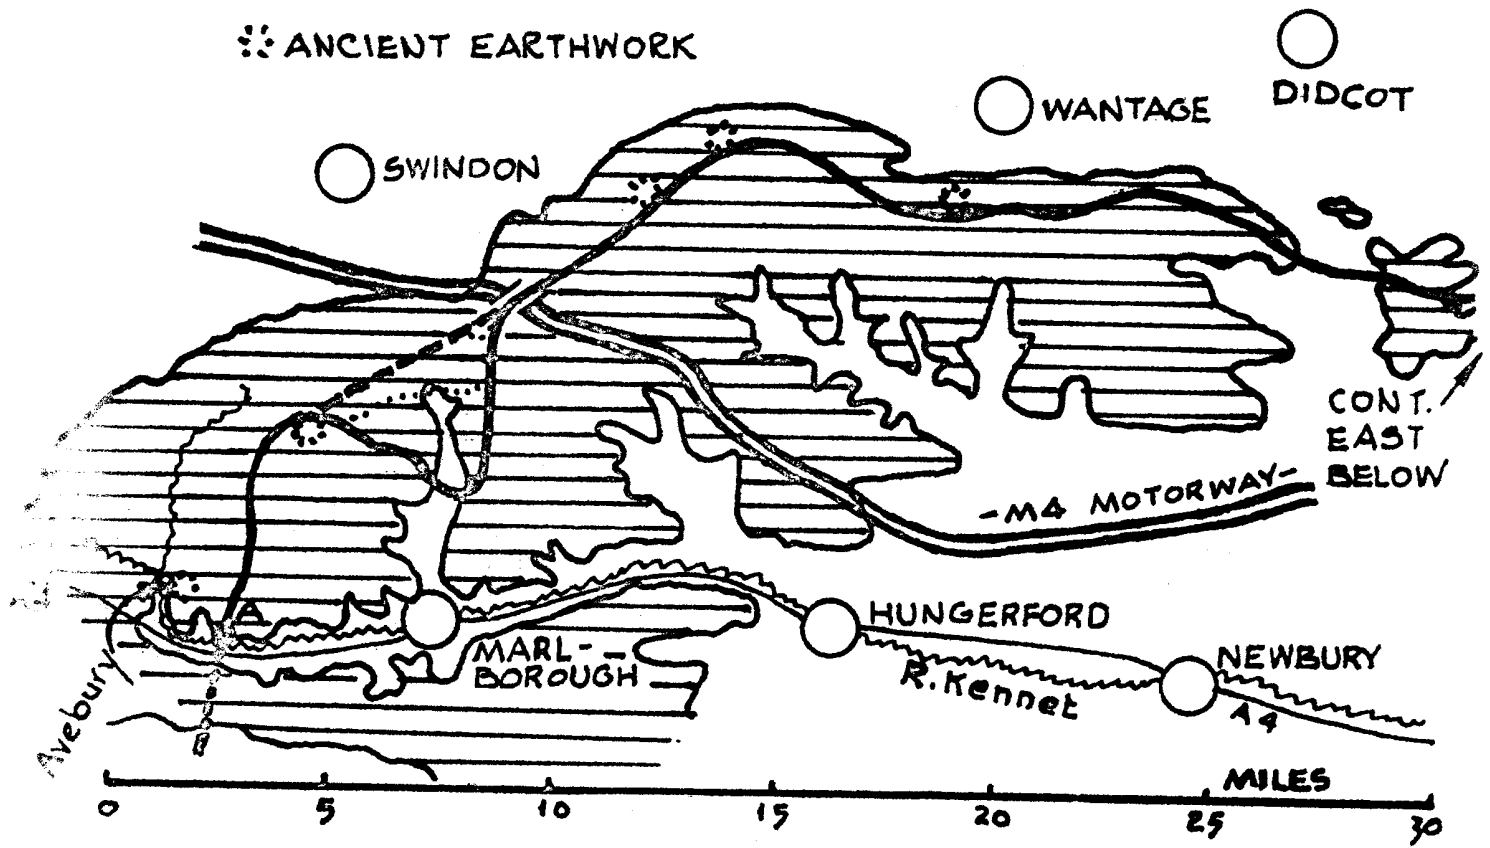 ANCIENT EARTHWORK
DIDCOT
WANTAGE
SWINDON
CONT.
EAST
BELOW
-M4 MOTORWAY-
A
HUNGERFORD
MARL-
BOROUGH
NEWBURY
R.Kennet
A4
Avebury
MILES
0 5 10 15 20 25 30